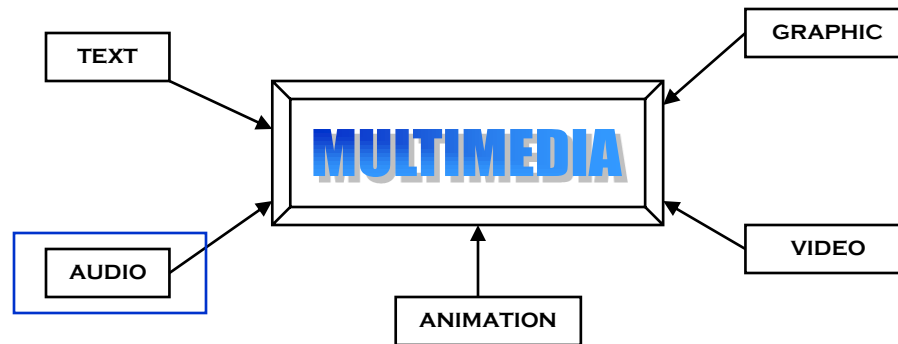 TEXT
GRAPHIC
MULTIMEDIA
AUDIO
VIDEO
ANIMATION